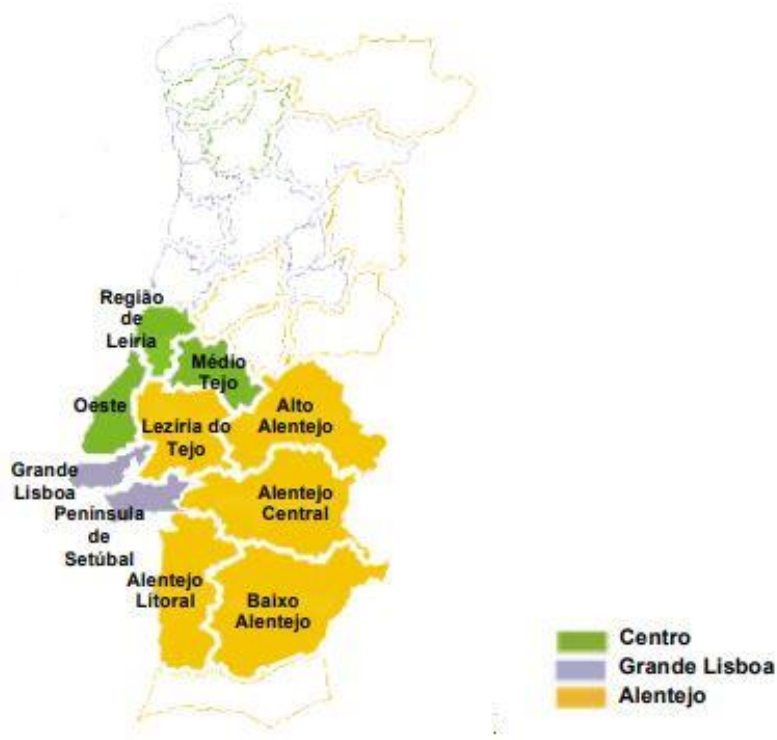 Região
de
Leiria
Médio
Tejo
Oeste
Alto
Alentejo
Lezíria do
Tejo
Grande
Lisboa
Alentejo
Central
Península
de
Setúbal
Alentejo
Litoral
Baixo
Alentejo
Centro
Grande Lisboa
Alentejo